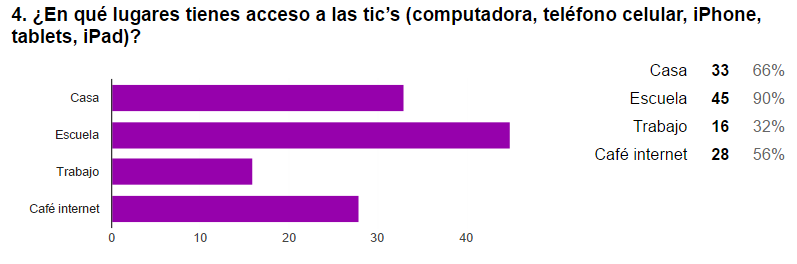 4. ¿En qué lugares tienes acceso a las tic’s (computadora, teléfono celular, iPhone,
tablets, iPad)?
Casa
Escuela
Trabajo
Café internet
0 10 20 30 40
Casa 33 66%
Escuela 45 90%
Trabajo 16 32%
Café internet 28 56%